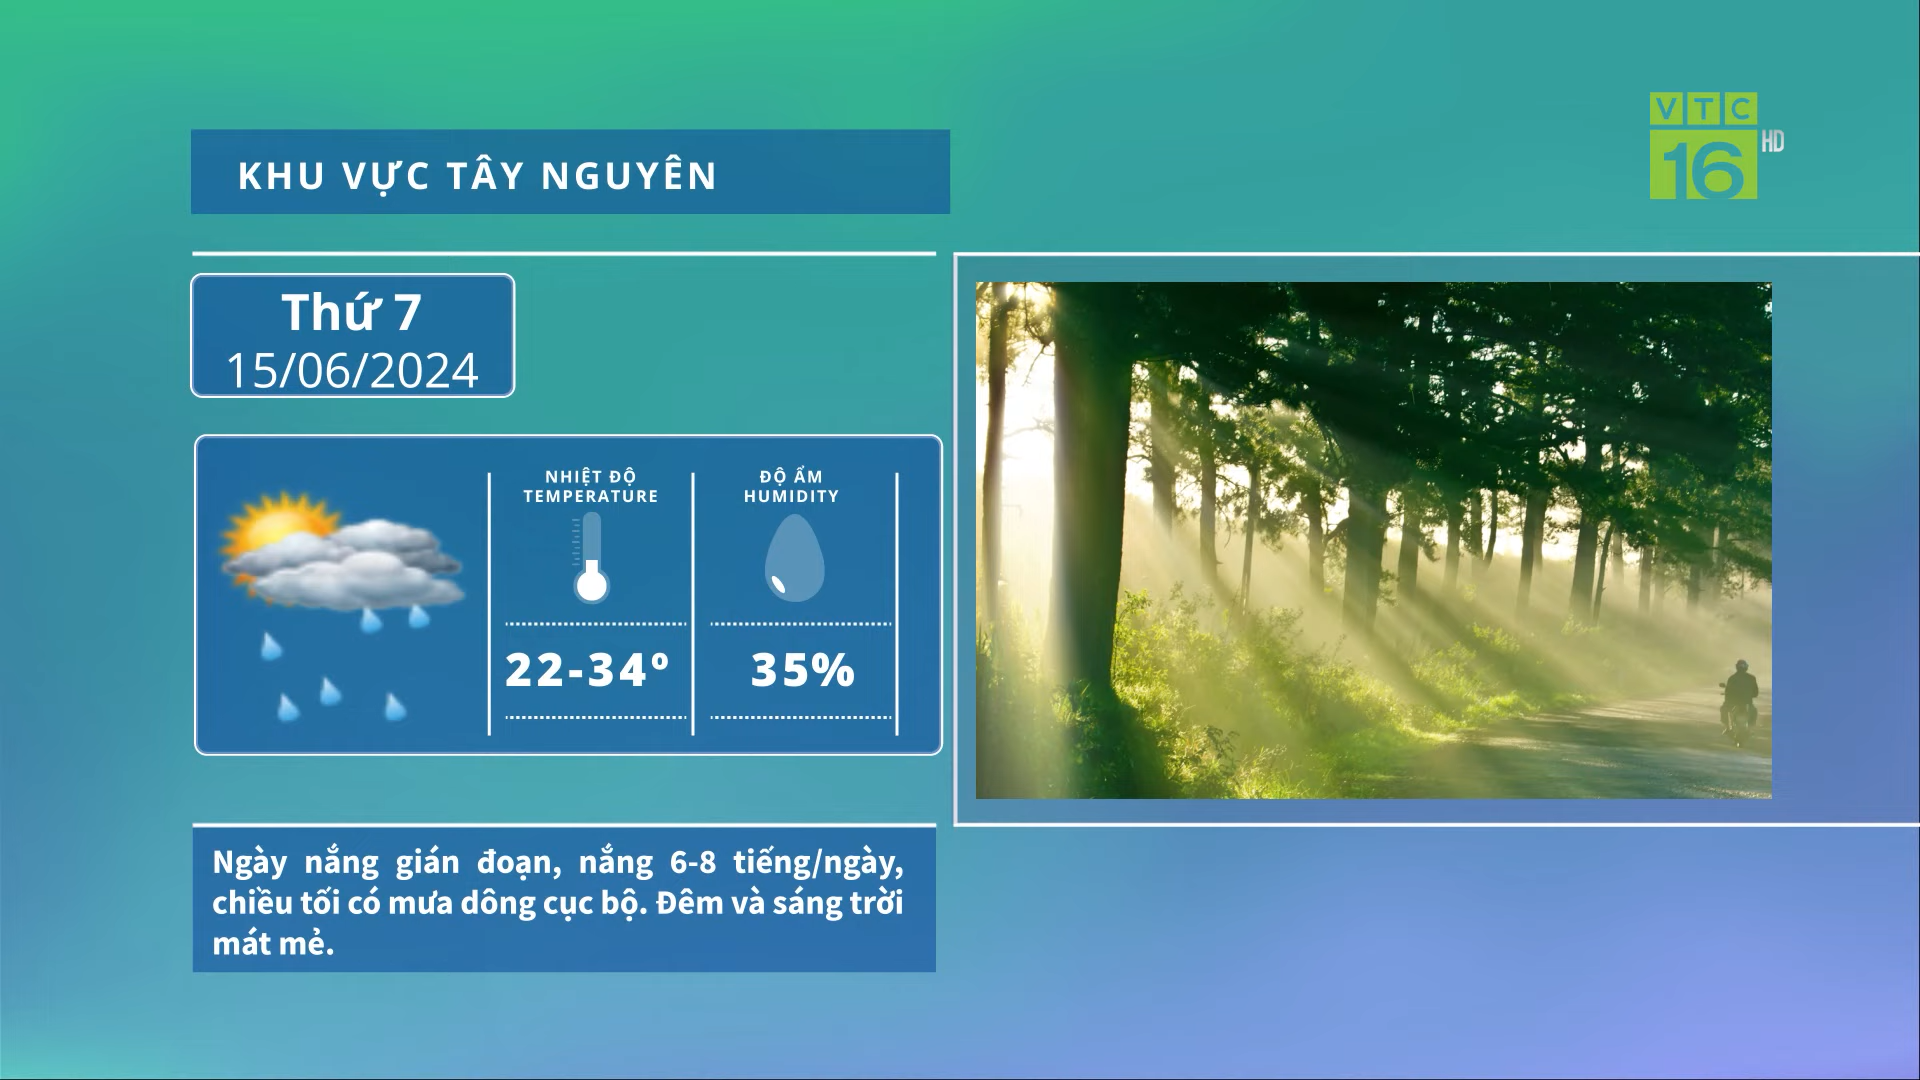 KHU VỰC TÂY NGUYÊN
VTC
16 HD
Thứ 7
15/06/2024
NHIỆT ĐỘ
TEMPERATURE
22-34º
ĐỘ ẨM
HUMIDITY
35%
Ngày nắng gián đoạn, nắng 6-8 tiếng/ngày,
chiều tối có mưa dông cục bộ. Đêm và sáng trời
mát mẻ.